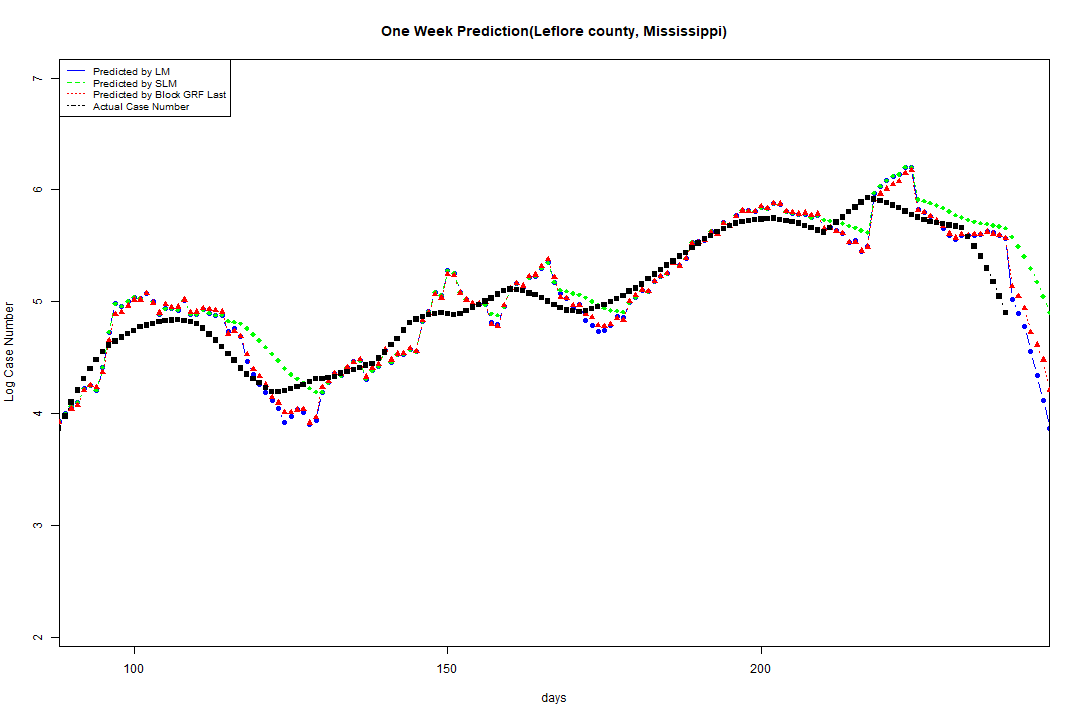 One Week Prediction(Leflore county, Mississippi)
Predicted by LM
Predicted by SLM
Predicted by Block GRF Last
Actual Case Number
7
6
5
4
3
2
Log Case Number
100 150 200
days